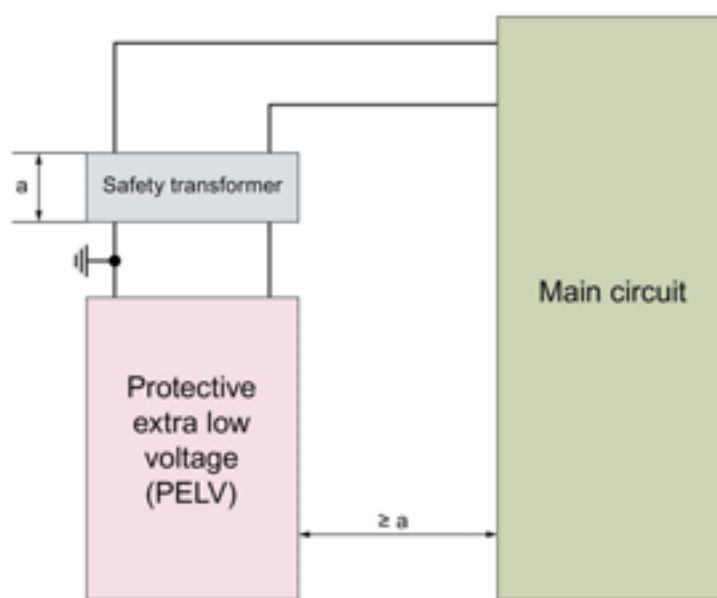 a
Safety transformer
Main circuit
Protective
extra low
voltage
(PELV)
≥ a